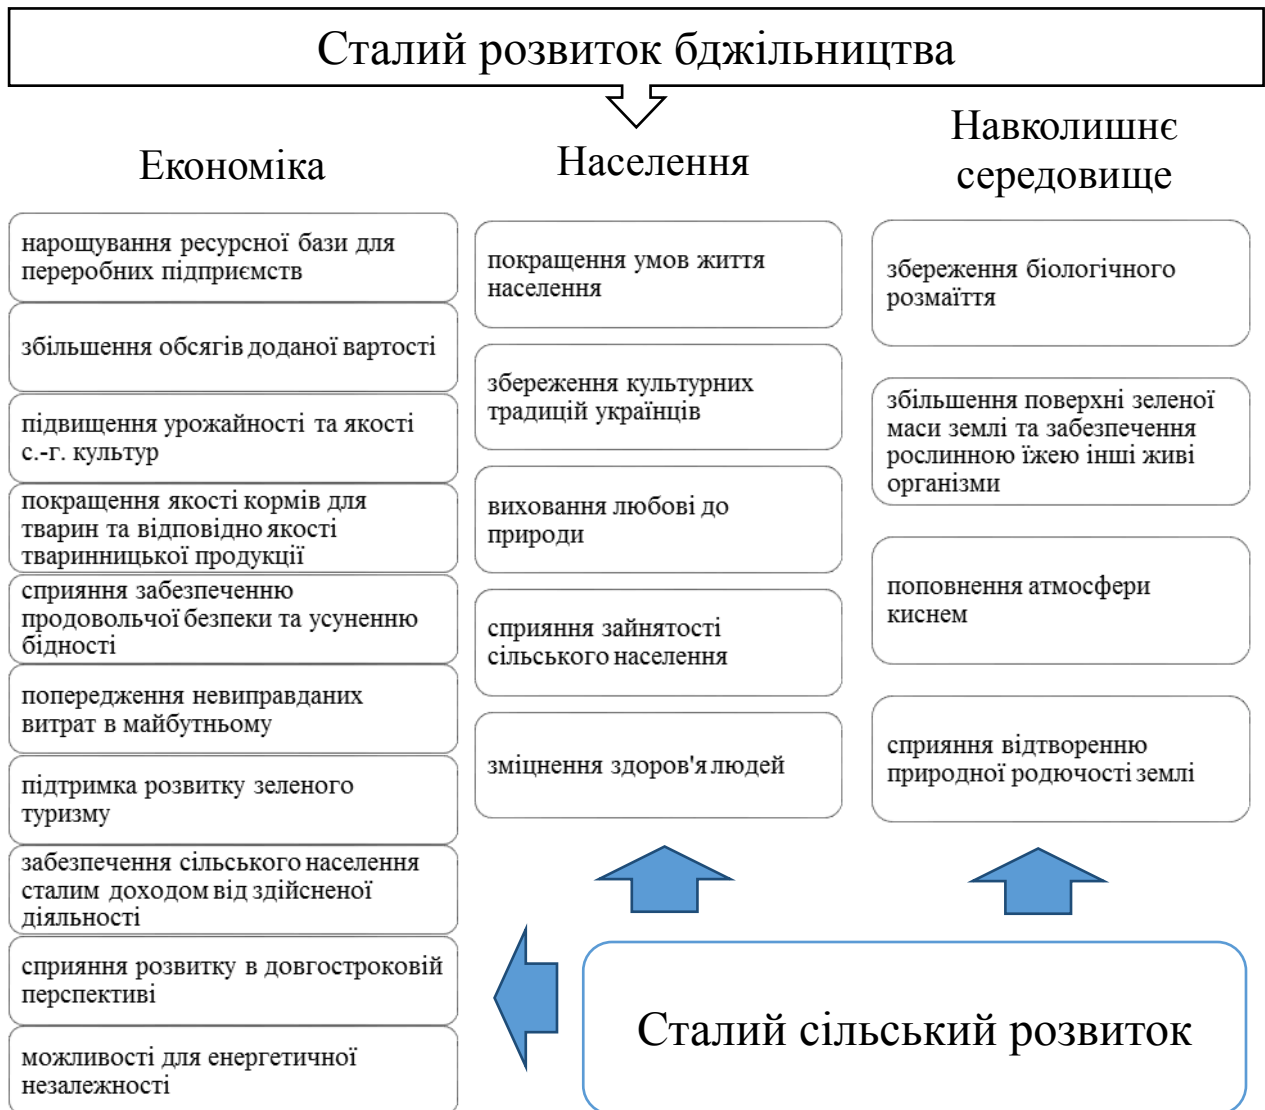 Сталий розвиток бджільництва
Економіка
нарощування ресурсної бази для
переробних підприємств
збільшення обсягів доданої вартості
підвищення урожайності та якості
с.-г. культур
покращення якості кормів для
тварин та відповідно якості
тваринницької продукції
сприяння забезпеченню
продовольчої безпеки та усуненню
бідності
попередження невиправданих
витрат в майбутньому
підтримка розвитку зеленого
туризму
забезпечення сільського населення
сталим доходом від здійсненої
діяльності
сприяння розвитку в довгостроковій
перспективі
можливості для енергетичної
незалежності
Населення
покращення умов життя
населення
збереження культурних
традицій українців
виховання любові до
природи
сприяння зайнятості
сільського населення
зміцнення здоров'я людей
Навколишнє
середовище
збереження біологічного
розмаїття
збільшення поверхні зеленої
маси землі та забезпечення
рослинною їжею інші живі
організми
поповнення атмосфери
киснем
сприяння відтворенню
природної родючості землі
Сталий сільський розвиток